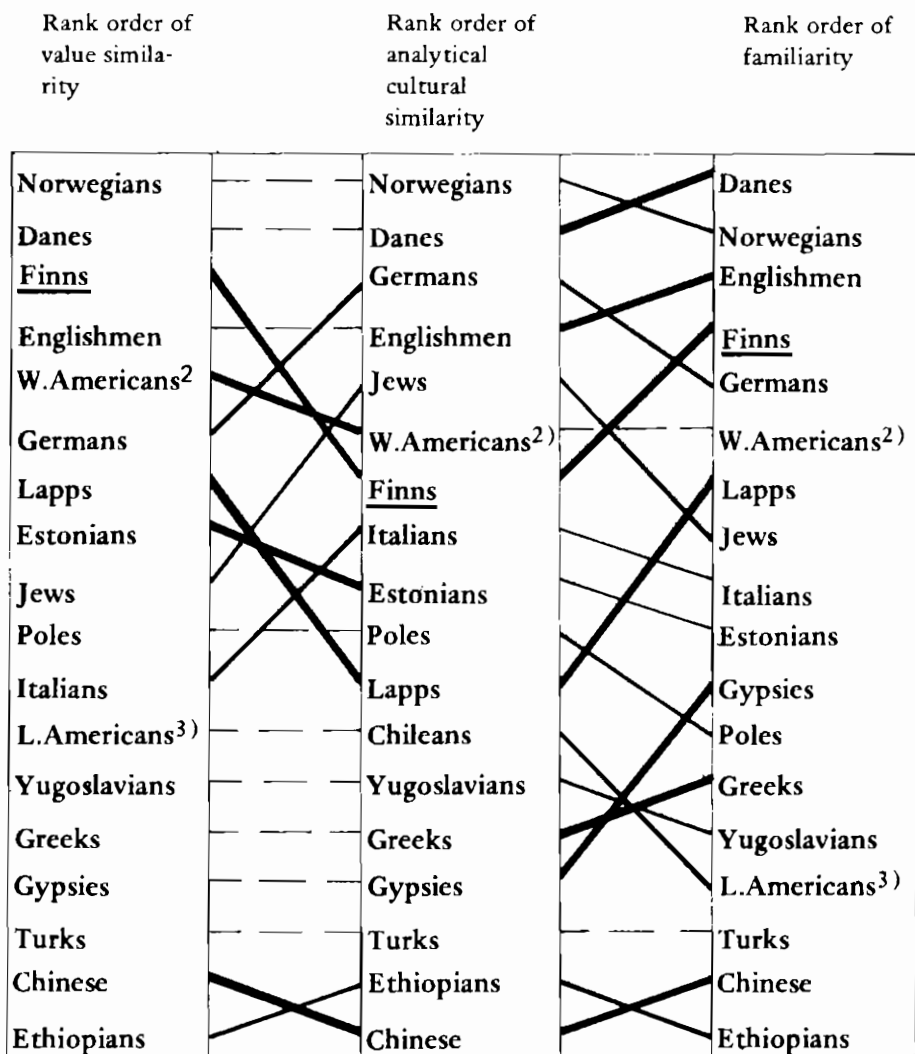 Rank order of
value simila-
rity
Rank order of
analytical
cultural
similarity
Rank order of
familiarity
Norwegians
Danes
Finns
Englishmen
W.Americans2
Germans
Lapps
Estonians
Jews
Poles
Italians
L.Americans3)
Yugoslavians
Greeks
Gypsies
Turks
Chinese
Ethiopians
Norwegians
Danes
Germans
Englishmen
Jews
W.Americans2)
Finns
Italians
Estonians
Poles
Lapps
Chileans
Yugoslavians
Greeks
Gypsies
Turks
Ethiopians
Chinese
Danes
Norwegians
Englishmen
Finns
Germans
W.Americans2)
Lapps
Jews
Italians
Estonians
Gypsies
Poles
Greeks
Yugoslavians
L.Americans3)
Turks
Chinese
Ethiopians